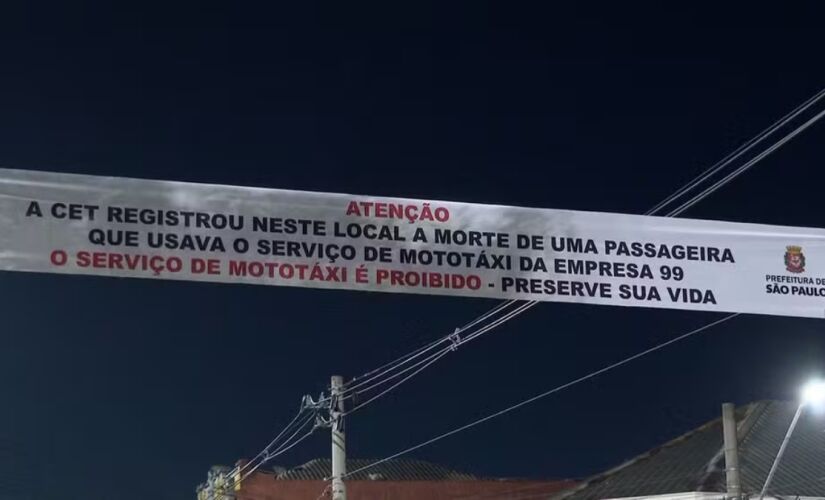 ATENÇÃO
A CET REGISTROU NESTE LOCAL A MORTE DE UMA PASSAGEIRA
QUE USAVA O SERVIÇO DE MOTOTÁXI DA EMPRESA 99
O SERVIÇO DE MOTOTÁXI É PROIBIDO - PRESERVE SUA VIDA
PREFEITURA DE
SÃO PAULO